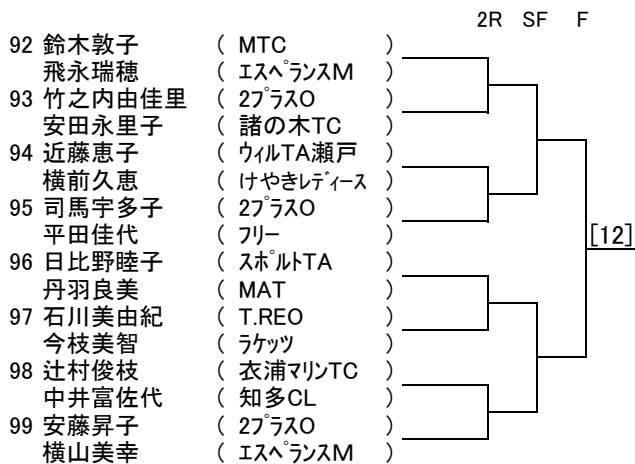 2R SF F
92 鈴木敦子 ( MTC )
飛永瑞穂 ( ｴｽﾍﾟﾗﾝｽM )
93 竹之内由佳里 ( 2ﾌﾟﾗｽO )
安田永里子 ( 諸の木TC )
94 近藤恵子 ( ｳｨﾙTA瀬戸 )
横前久恵 ( けやきﾚﾃﾞｨｰｽ )
95 司馬宇多子 ( 2ﾌﾟﾗｽO )
平田佳代 ( ﾌﾘｰ )
[12]
96 日比野睦子 ( ｽﾎﾟﾙﾄTA )
丹羽良美 ( MAT )
97 石川美由紀 ( T.REO )
今枝美智 ( ﾗｹｯﾂ )
98 辻村俊枝 ( 衣浦ﾏﾘﾝTC )
中井富佐代 ( 知多CL )
99 安藤昇子 ( 2ﾌﾟﾗｽO )
横山美幸 ( ｴｽﾍﾟﾗﾝｽM )